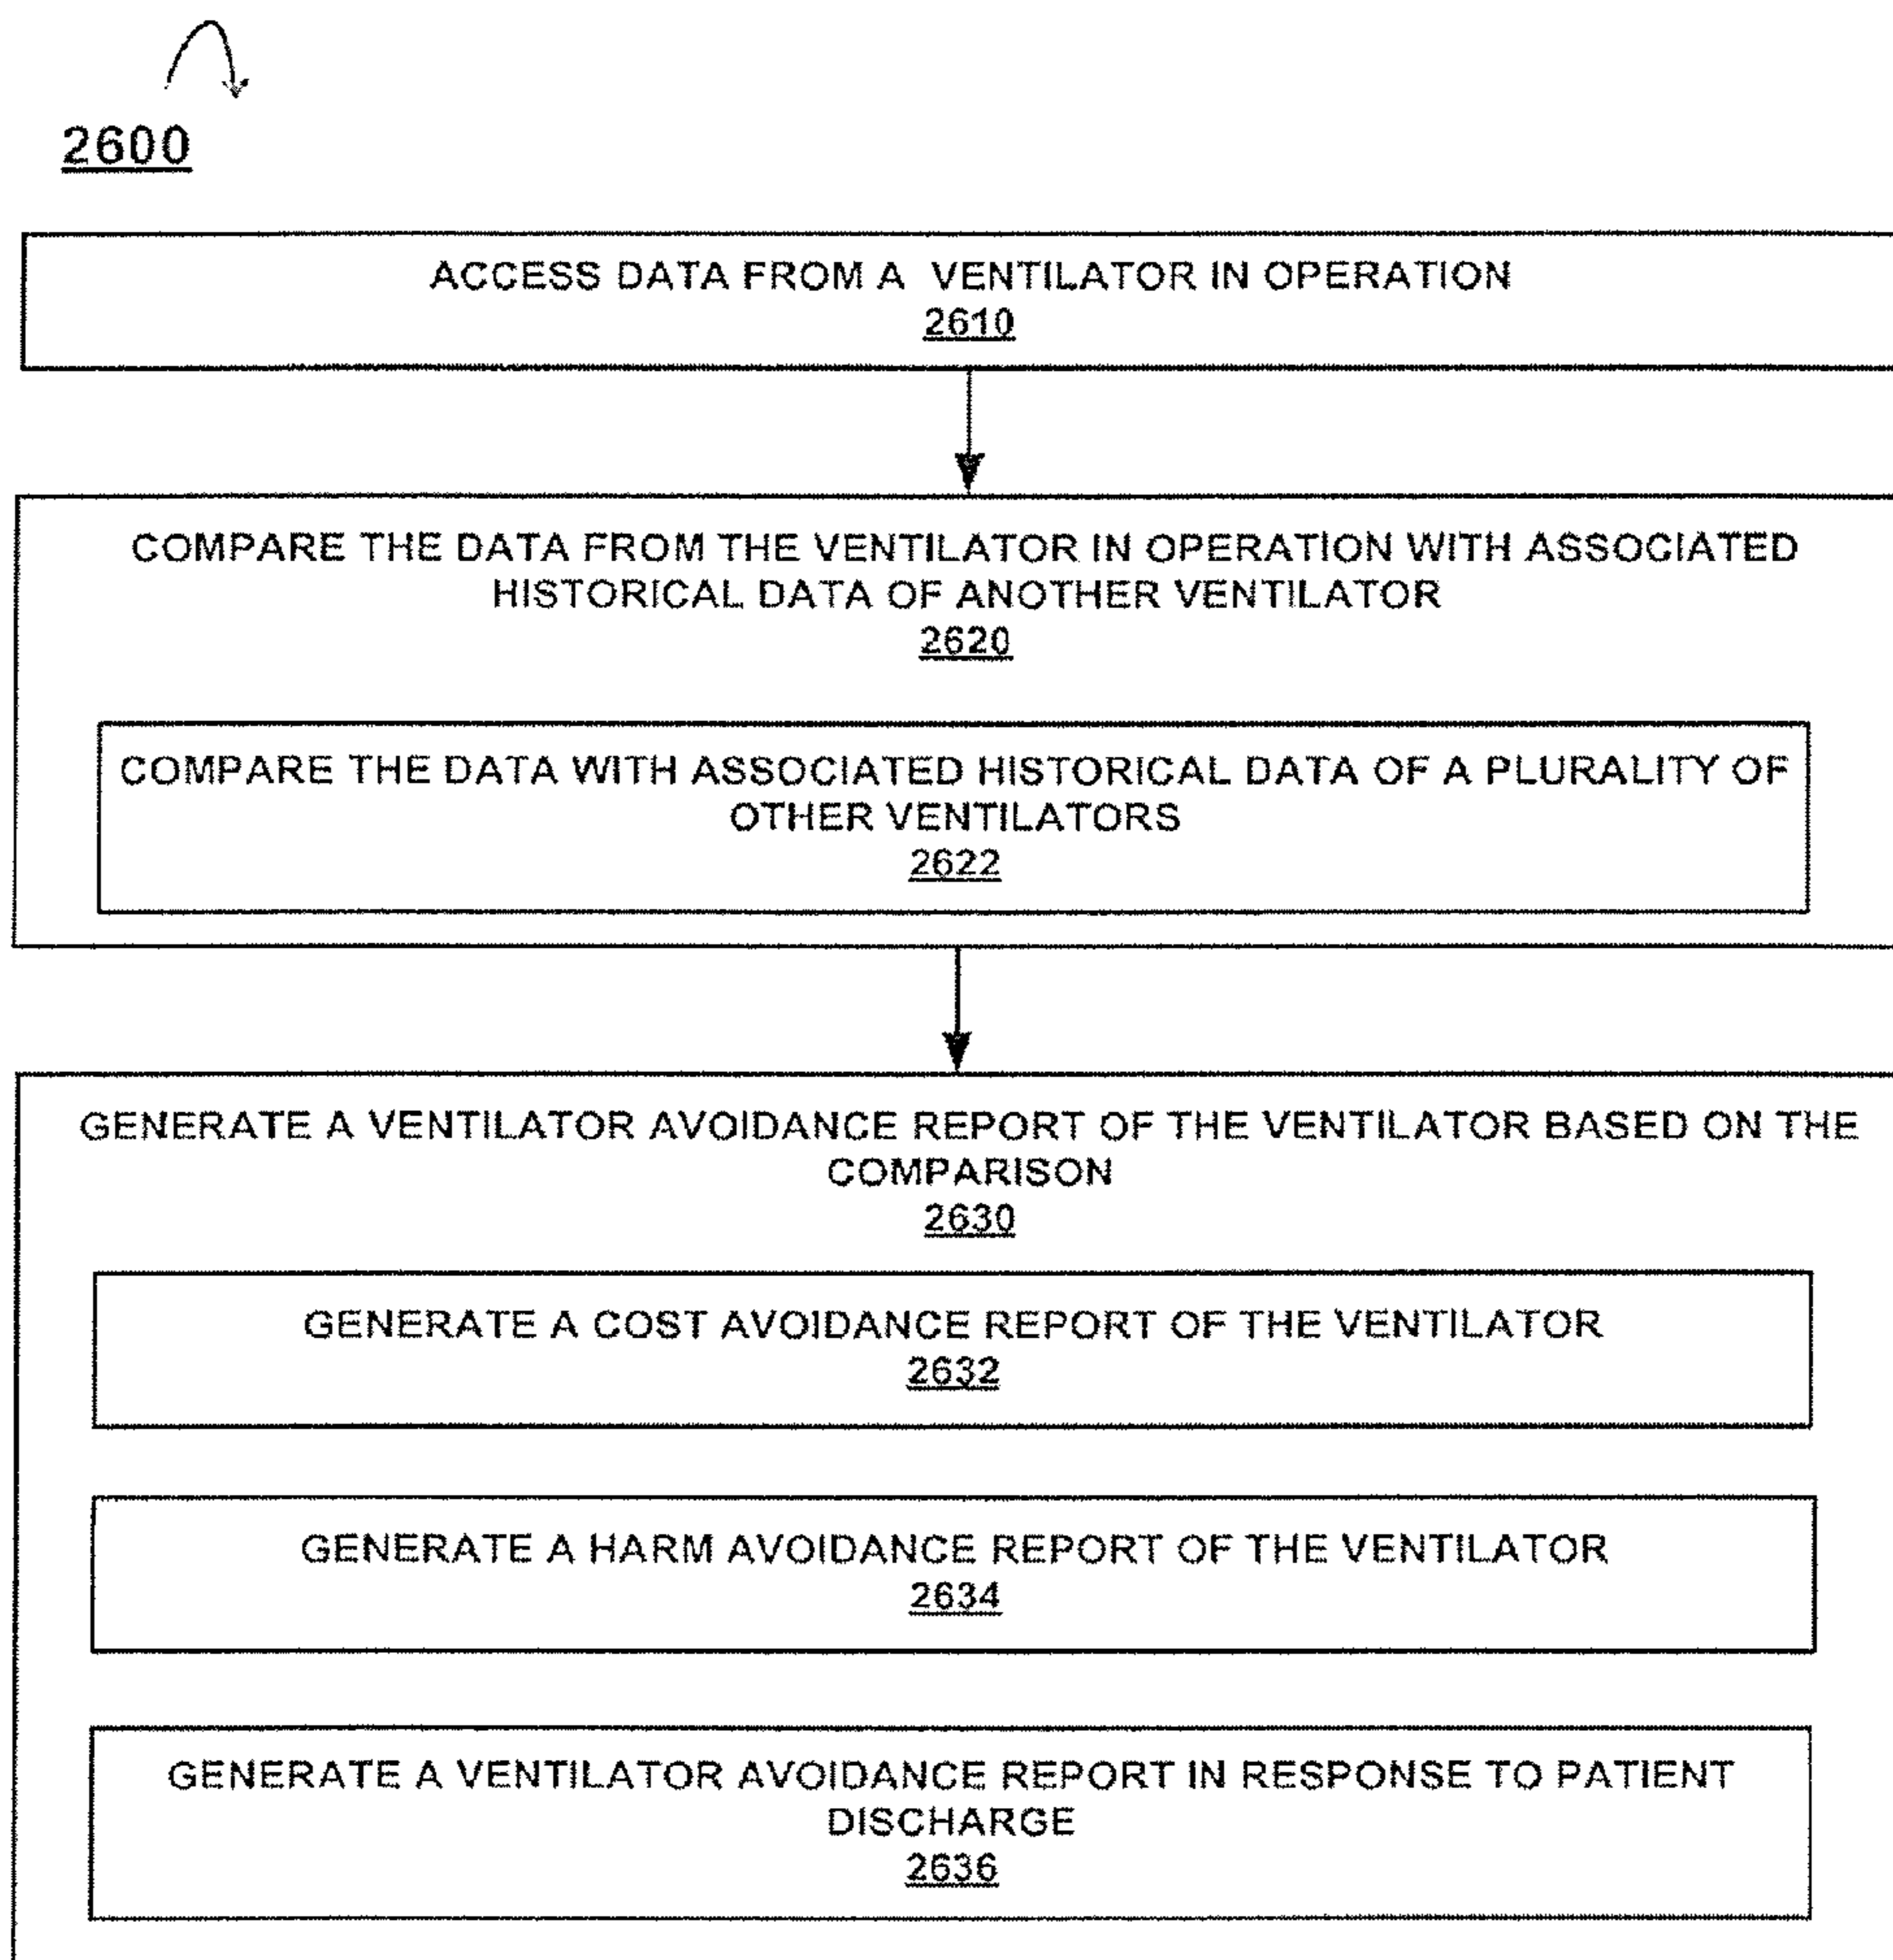 2600
ACCESS DATA FROM A VENTILATOR IN OPERATION
2610
COMPARE THE DATA FROM THE VENTILATOR IN OPERATION WITH ASSOCIATED
HISTORICAL DATA OF ANOTHER VENTILATOR
2620
COMPARE THE DATA WITH ASSOCIATED HISTORICAL DATA OF A PLURALITY OF
OTHER VENTILATORS
2622
GENERATE A VENTILATOR AVOIDANCE REPORT OF THE VENTILATOR BASED ON THE
COMPARISON
2630
GENERATE A COST AVOIDANCE REPORT OF THE VENTILATOR
2632
GENERATE A HARM AVOIDANCE REPORT OF THE VENTILATOR
2634
GENERATE A VENTILATOR AVOIDANCE REPORT IN RESPONSE TO PATIENT
DISCHARGE
2636